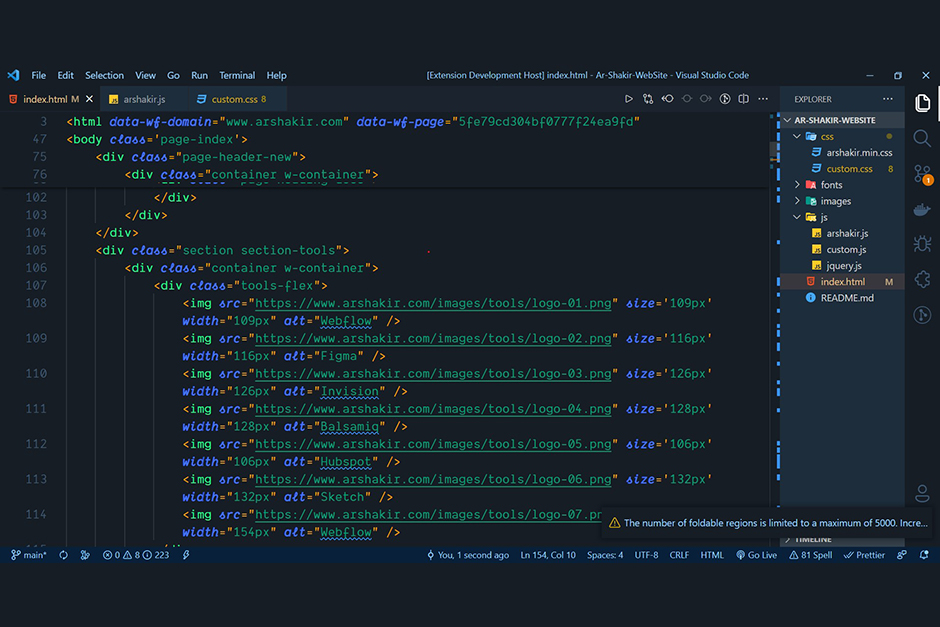 File Edit Selection View Go Run Terminal Help [Extension Development Host] index.html - Ar-Shakir-WebSite - Visual Studio Code
index.html M arshakir.js custom.css 8
3 <html data-wf-domain="www.arshakir.com" data-wf-page="5fe79cd304bf0777f24ea9fd"
47 <body class='page-index'>
75 <div class="page-header-new">
76 <div class="container w-container">
102 </div>
103 </div>
104 </div>
105 <div class="section section-tools">
106 <div class="container w-container">
107 <div class="tools-flex">
108 <img src="https://www.arshakir.com/images/tools/logo-01.png" size='109px'
width="109px" alt="Webflow" />
109 <img src="https://www.arshakir.com/images/tools/logo-02.png" size='116px'
width="116px" alt="Figma" />
110 <img src="https://www.arshakir.com/images/tools/logo-03.png" size='126px'
width="126px" alt="Invision" />
111 <img src="https://www.arshakir.com/images/tools/logo-04.png" size='128px'
width="128px" alt="Balsamiq" />
112 <img src="https://www.arshakir.com/images/tools/logo-05.png" size='106px'
width="106px" alt="Hubspot" />
113 <img src="https://www.arshakir.com/images/tools/logo-06.png" size='132px'
width="132px" alt="Sketch" />
114 <img src="https://www.arshakir.com/images/tools/logo-07.pn
width="154px" alt="Webflow" />
EXPLORER
AR-SHAKIR-WEBSITE
css
arshakir.min.css
custom.css 8
fonts
images
js
arshakir.js
custom.js
jquery.js
index.html M
README.md
1
The number of foldable regions is limited to a maximum of 5000. Incre...
TIMELINE
main* 0 8 223 You, 1 second ago Ln 154, Col 10 Spaces: 4 UTF-8 CRLF HTML Go Live 81 Spell Prettier